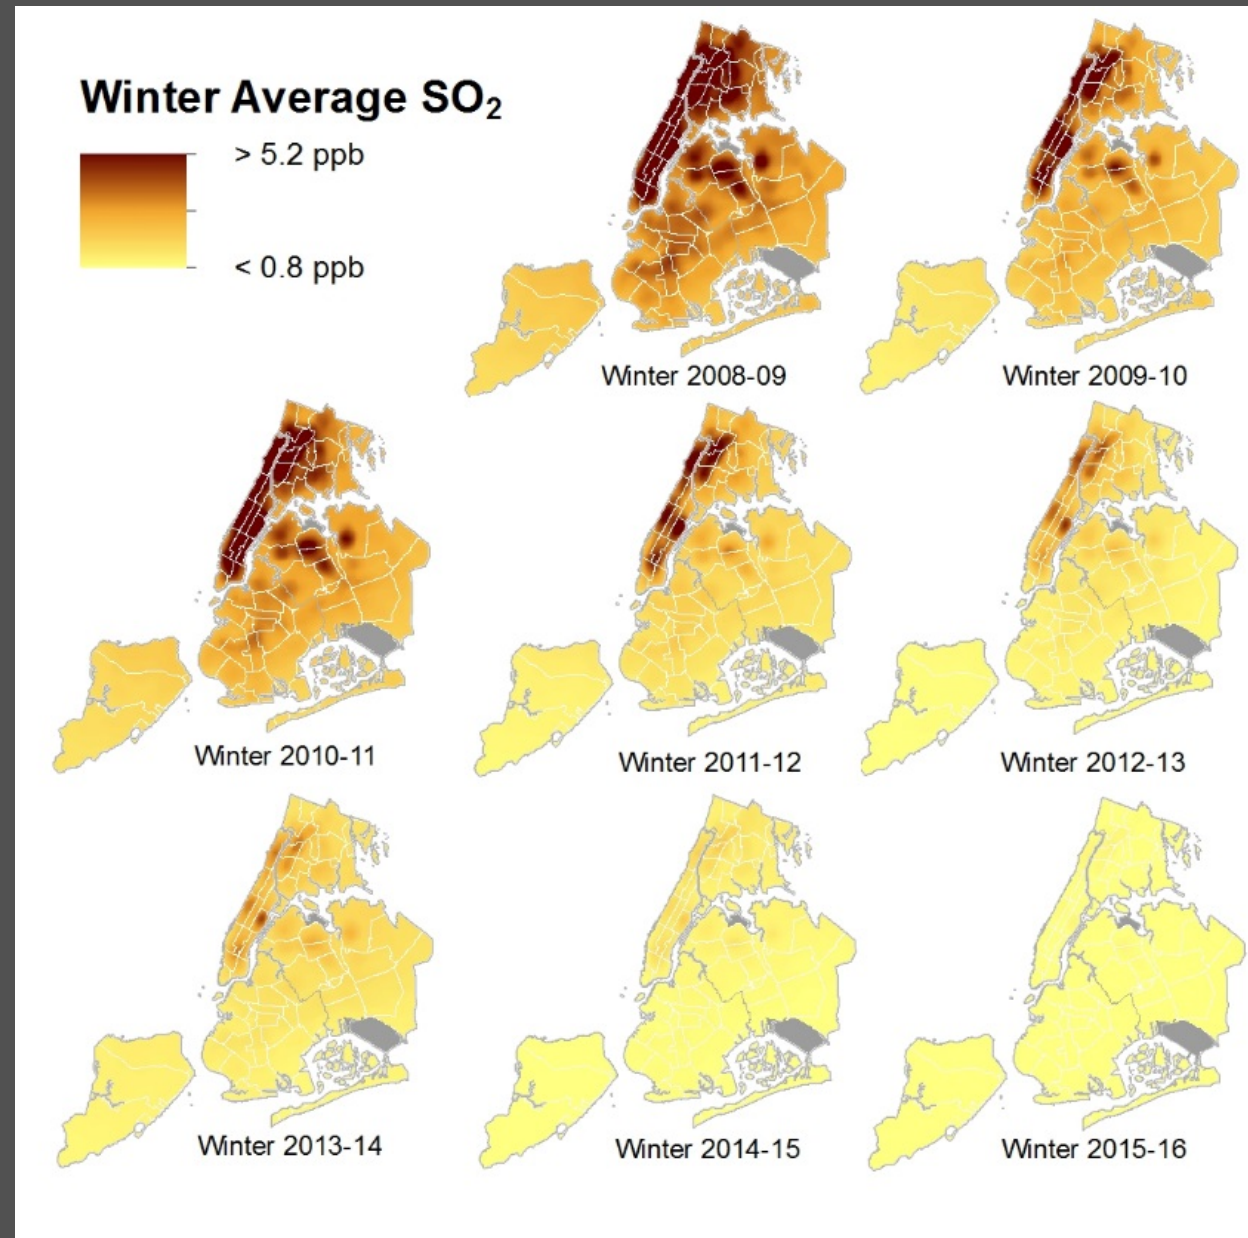 Winter Average SO₂
> 5.2 ppb
< 0.8 ppb
Winter 2008-09
Winter 2009-10
Winter 2010-11
Winter 2011-12
Winter 2012-13
Winter 2013-14
Winter 2014-15
Winter 2015-16